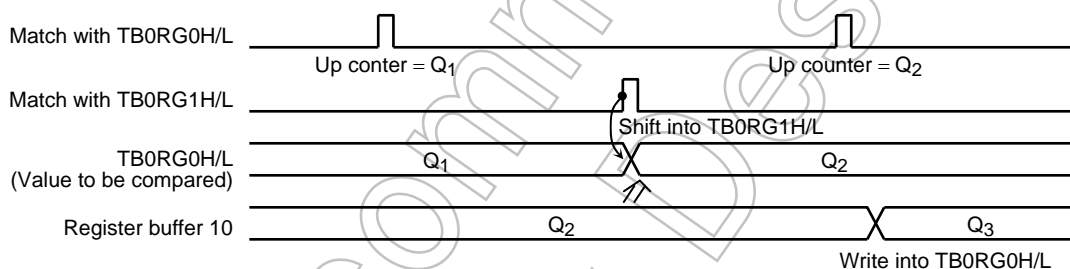 Match with TB0RG0H/L
Up conter = Q1
Up counter = Q2
Match with TB0RG1H/L
Shift into TB0RG1H/L
TB0RG0H/L
(Value to be compared)
Q1
Q2
Register buffer 10
Q2
Q3
Write into TB0RG0H/L